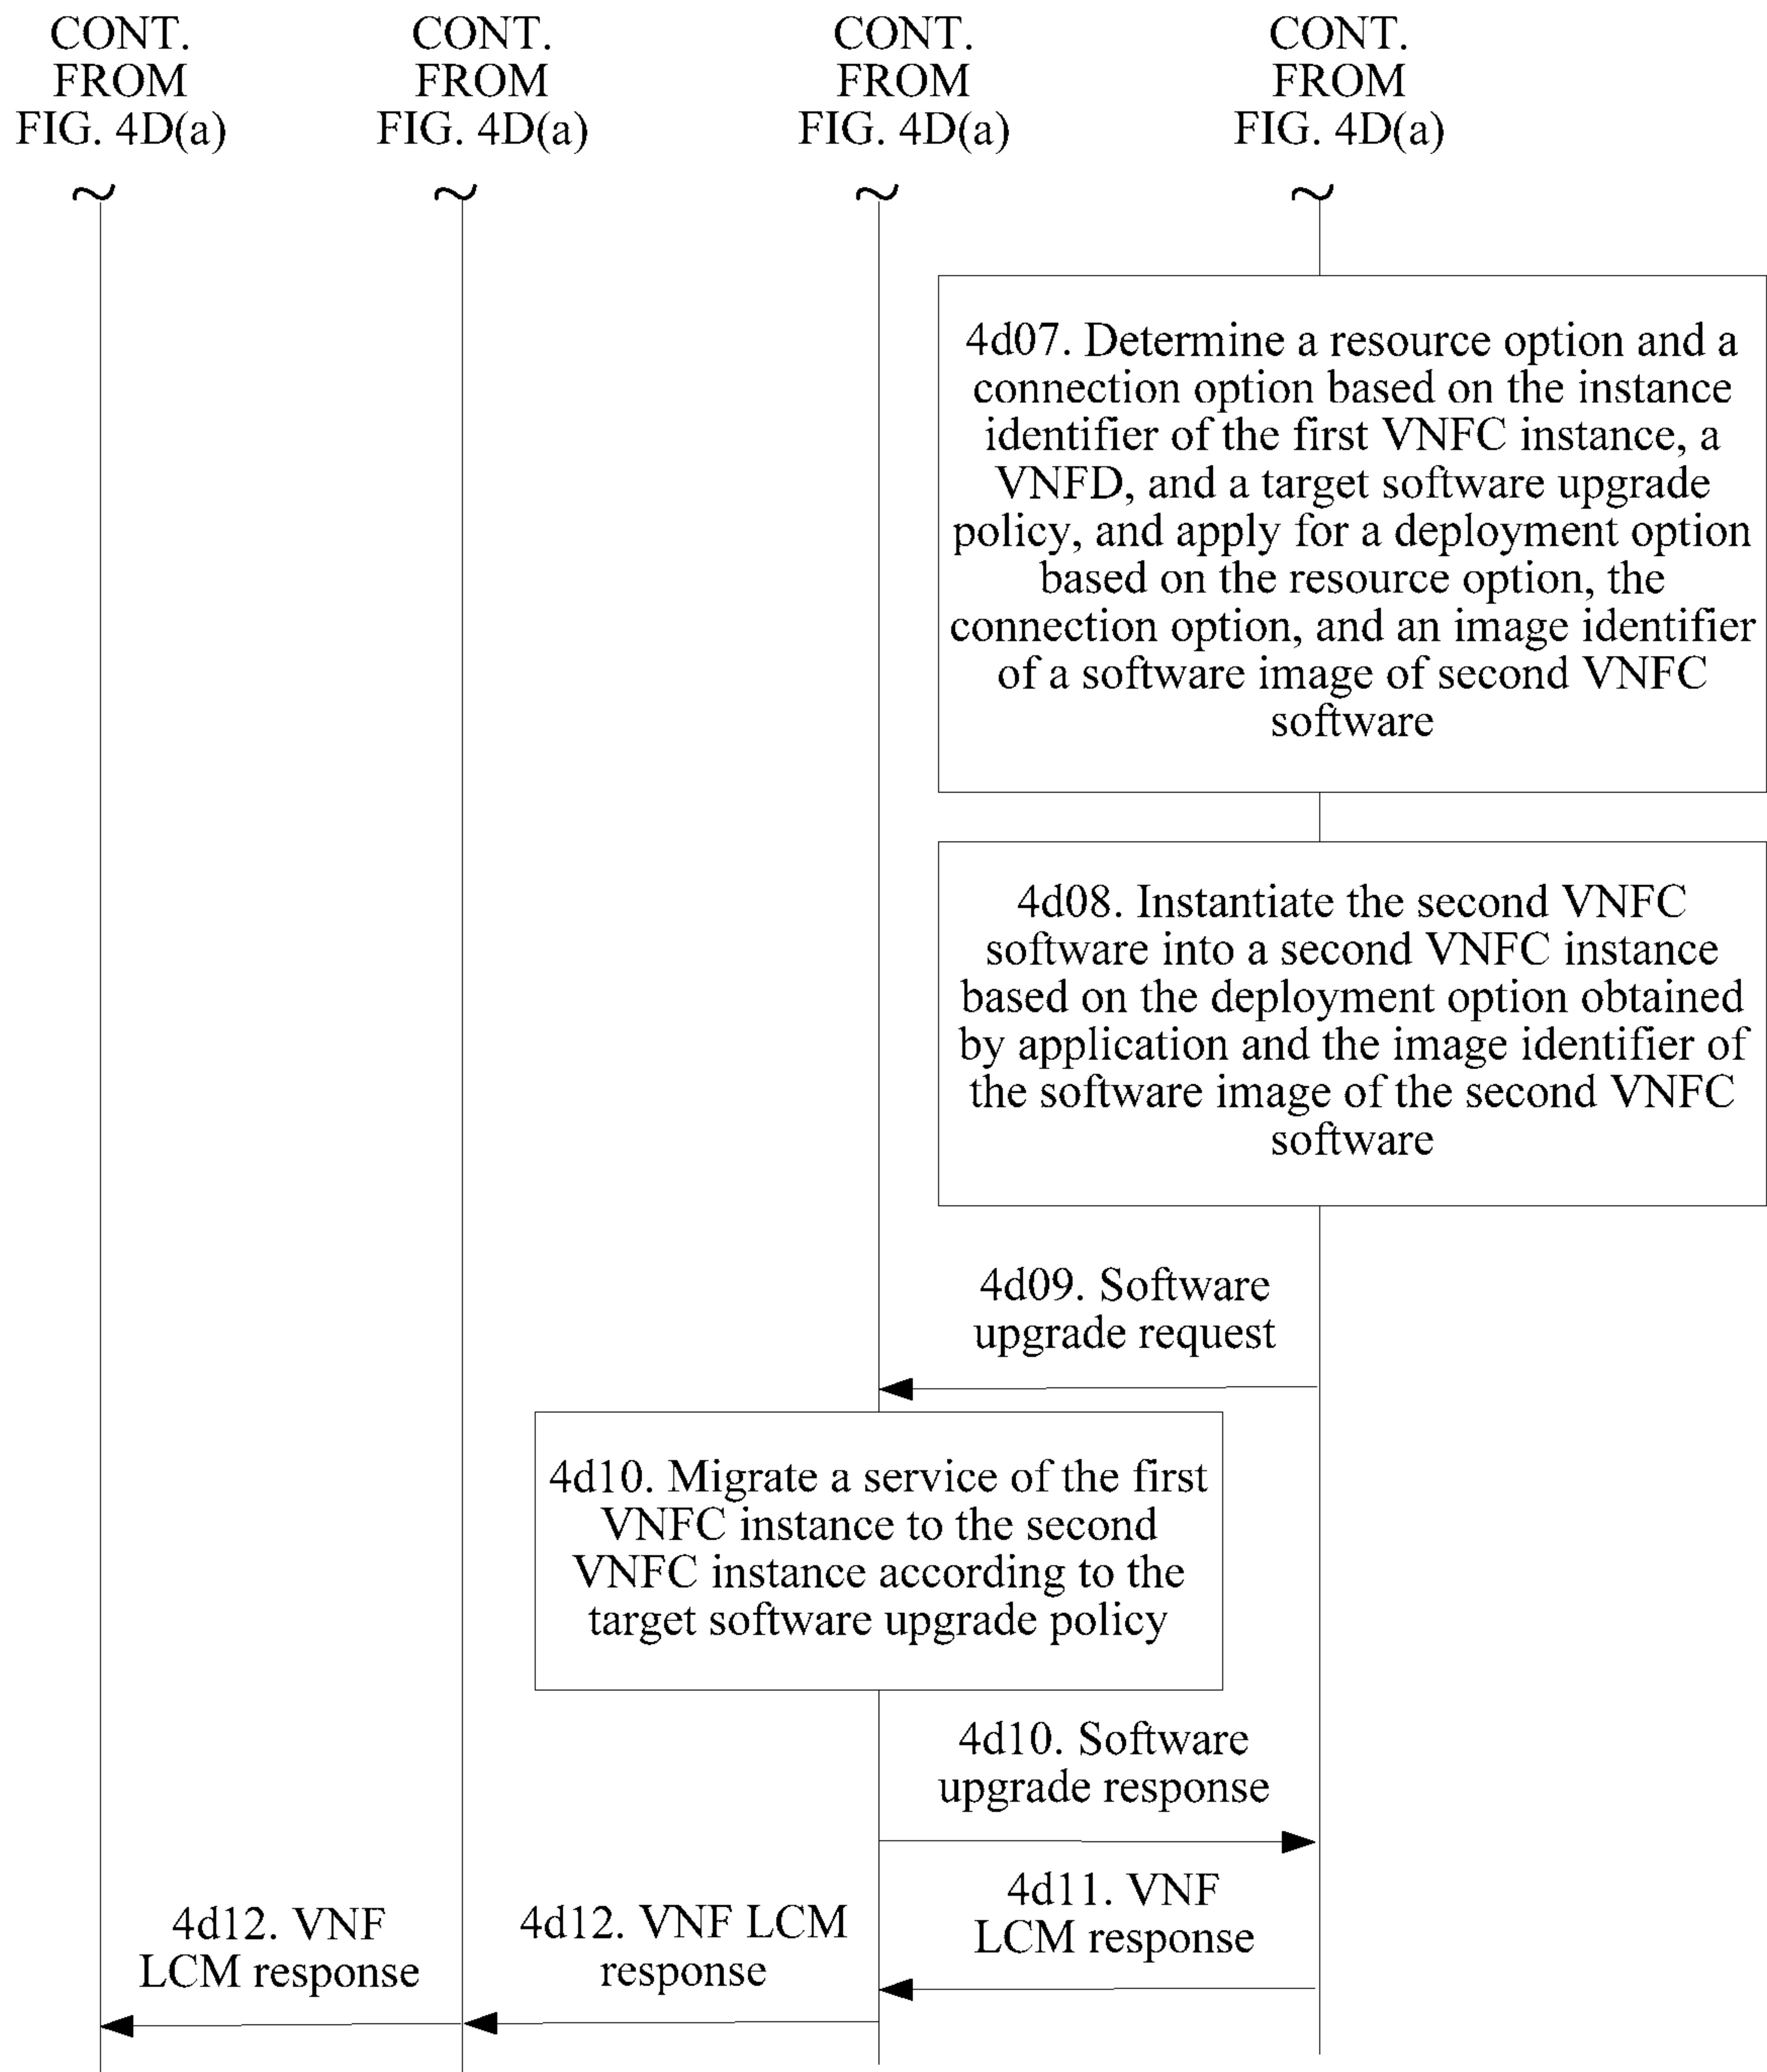 CONT.
FROM
FIG. 4D(a)
CONT.
FROM
FIG. 4D(a)
CONT.
FROM
FIG. 4D(a)
CONT.
FROM
FIG. 4D(a)
4d07. Determine a resource option and a
connection option based on the instance
identifier of the first VNFC instance, a
VNFD, and a target software upgrade
policy, and apply for a deployment option
based on the resource option, the
connection option, and an image identifier
of a software image of second VNFC
software
4d08. Instantiate the second VNFC
software into a second VNFC instance
based on the deployment option obtained
by application and the image identifier of
the software image of the second VNFC
software
4d09. Software
upgrade request
4d10. Migrate a service of the first
VNFC instance to the second
VNFC instance according to the
target software upgrade policy
4d10. Software
upgrade response
4d11. VNF
LCM response
4d12. VNF LCM
response
4d12. VNF
LCM response